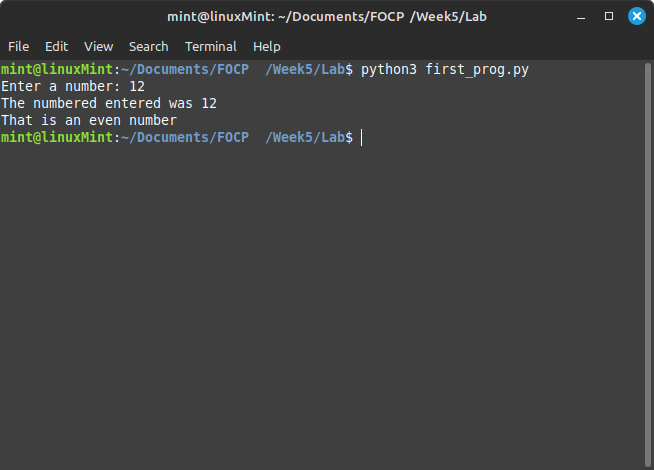 mint@linuxMint: ~/Documents/FOCP /Week5/Lab
File Edit View Search Terminal Help
mint@linuxMint:~/Documents/FOCP  /Week5/Lab$ python3 first_prog.py
Enter a number: 12
The numbered entered was 12
That is an even number
mint@linuxMint:~/Documents/FOCP  /Week5/Lab$